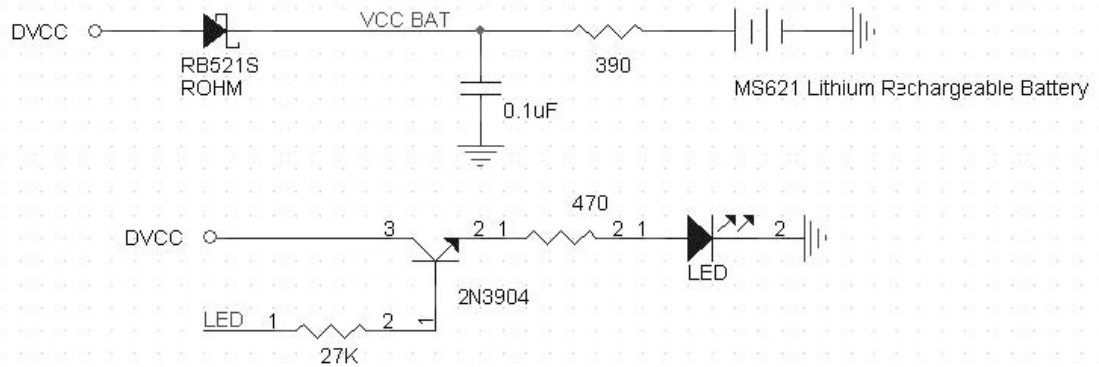 DVCC
VCC BAT
RB521S
ROHM
390
MS621 Lithium Rechargeable Battery
0.1uF
470
DVCC
3
2 1
2 1
2
LED
2N3904
LED
1
2
1
27K